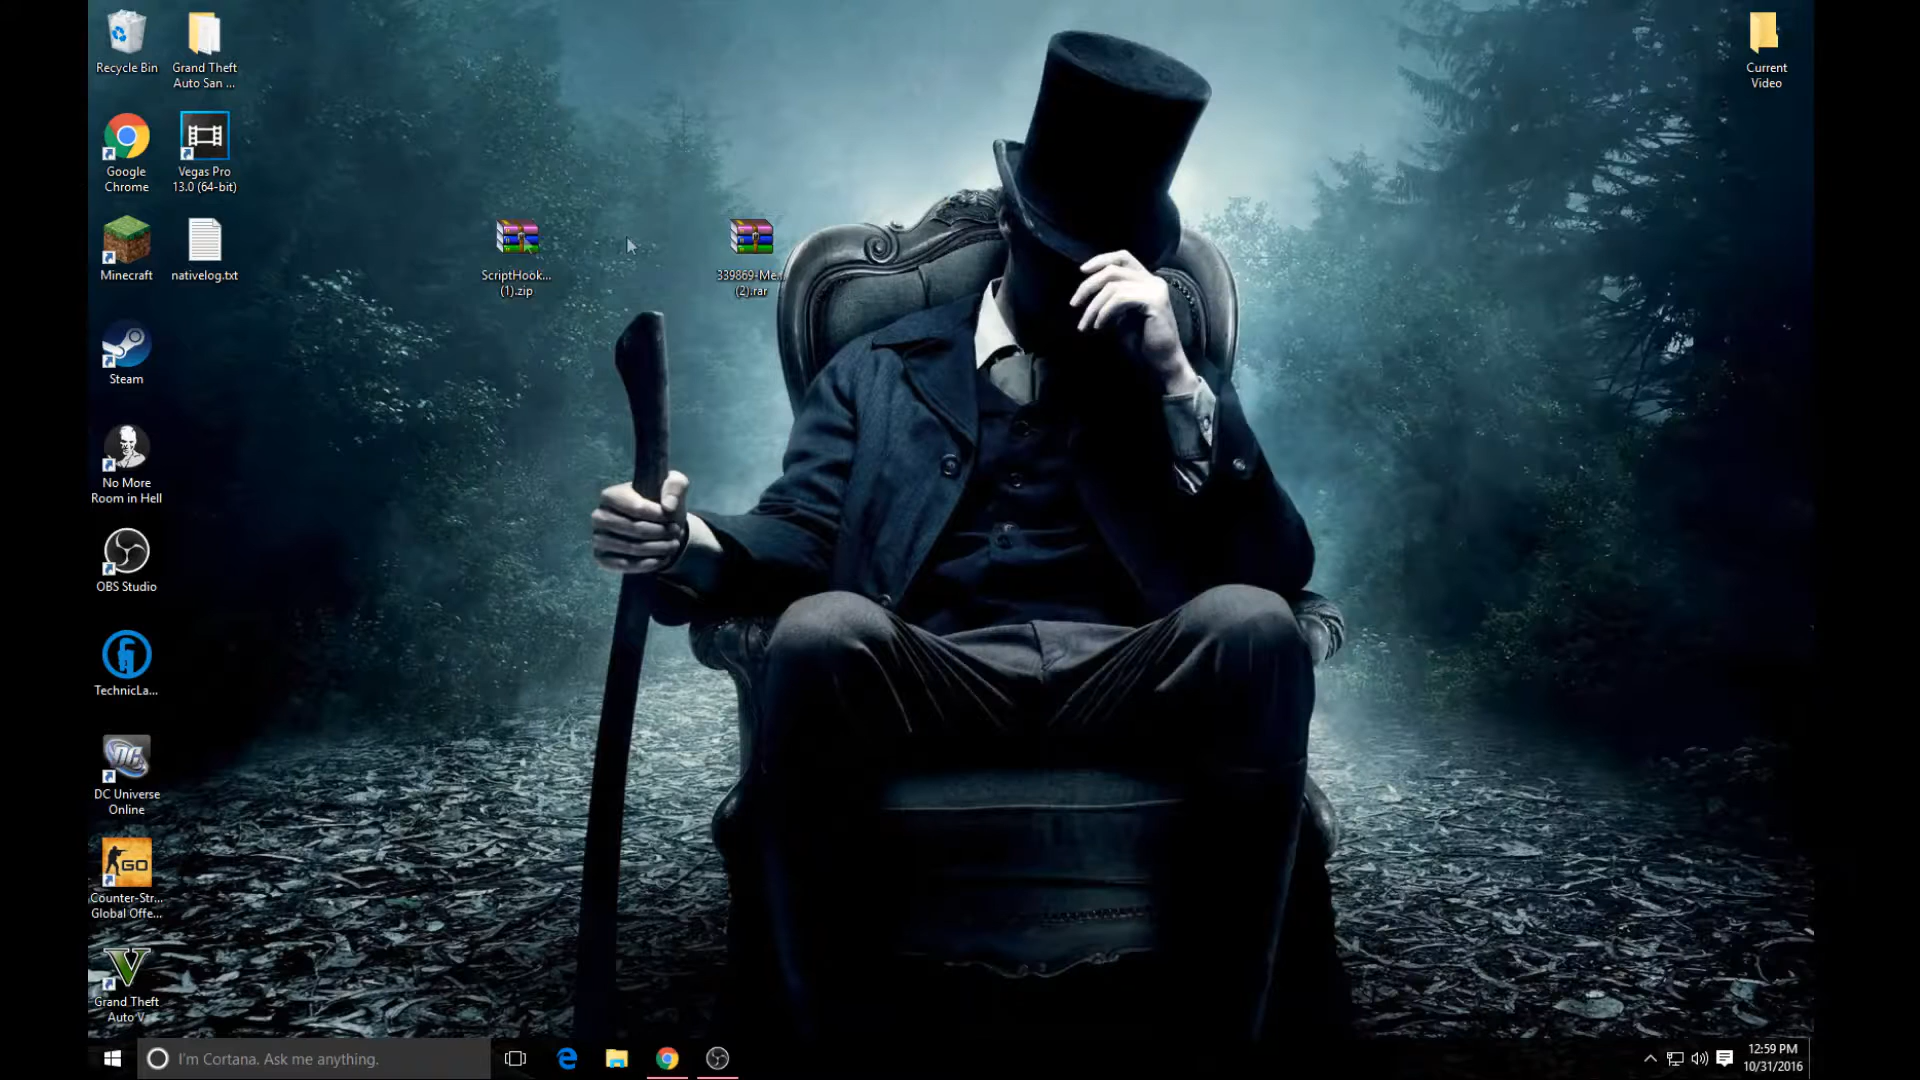 Recycle Bin
Grand Theft
Auto San ...
Google
Chrome
Vegas Pro
13.0 (64-bit)
Minecraft
nativelog.txt
Steam
No More
Room in Hell
OBS Studio
TechnicLa...
DC Universe
Online
GO
Counter-Str...
Global Offe...
Grand Theft
Auto V
ScriptHook...
(1).zip
339869-Me...
(2).rar
Current
Video
I'm Cortana. Ask me anything.
12:59 PM
10/31/2016